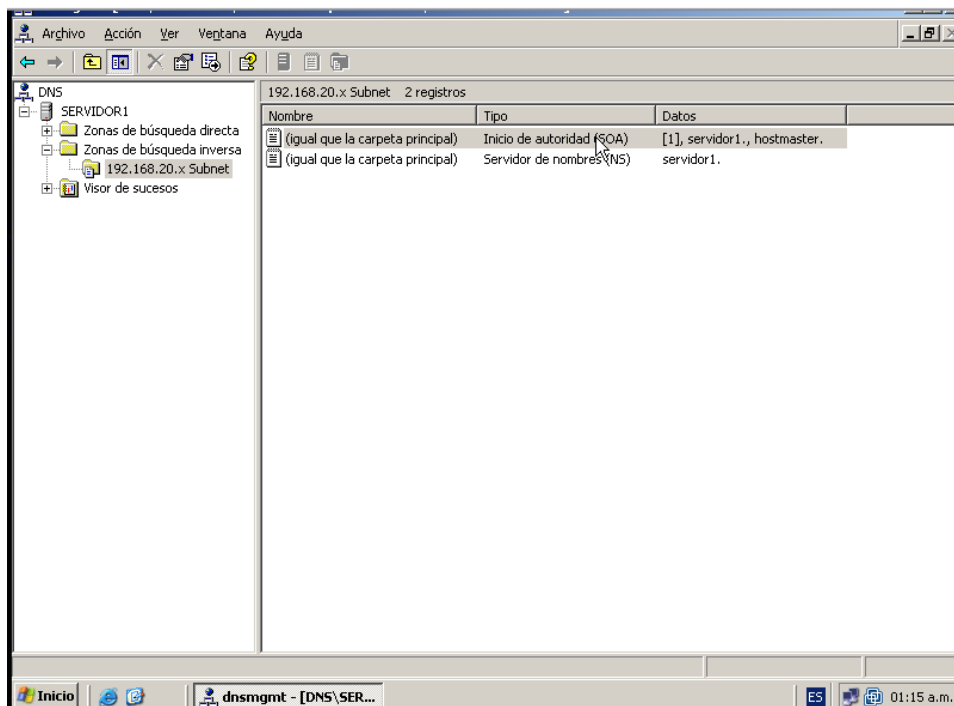 Archivo Acción Ver Ventana Ayuda
DNS
SERVIDOR1
Zonas de búsqueda directa
Zonas de búsqueda inversa
192.168.20.x Subnet
Visor de sucesos
192.168.20.x Subnet 2 registros
Nombre Tipo Datos
(igual que la carpeta principal) Inicio de autoridad (SOA) [1], servidor1., hostmaster.
(igual que la carpeta principal) Servidor de nombres (NS) servidor1.
Inicio dnsmgmt - [DNS\SER... ES 01:15 a.m.